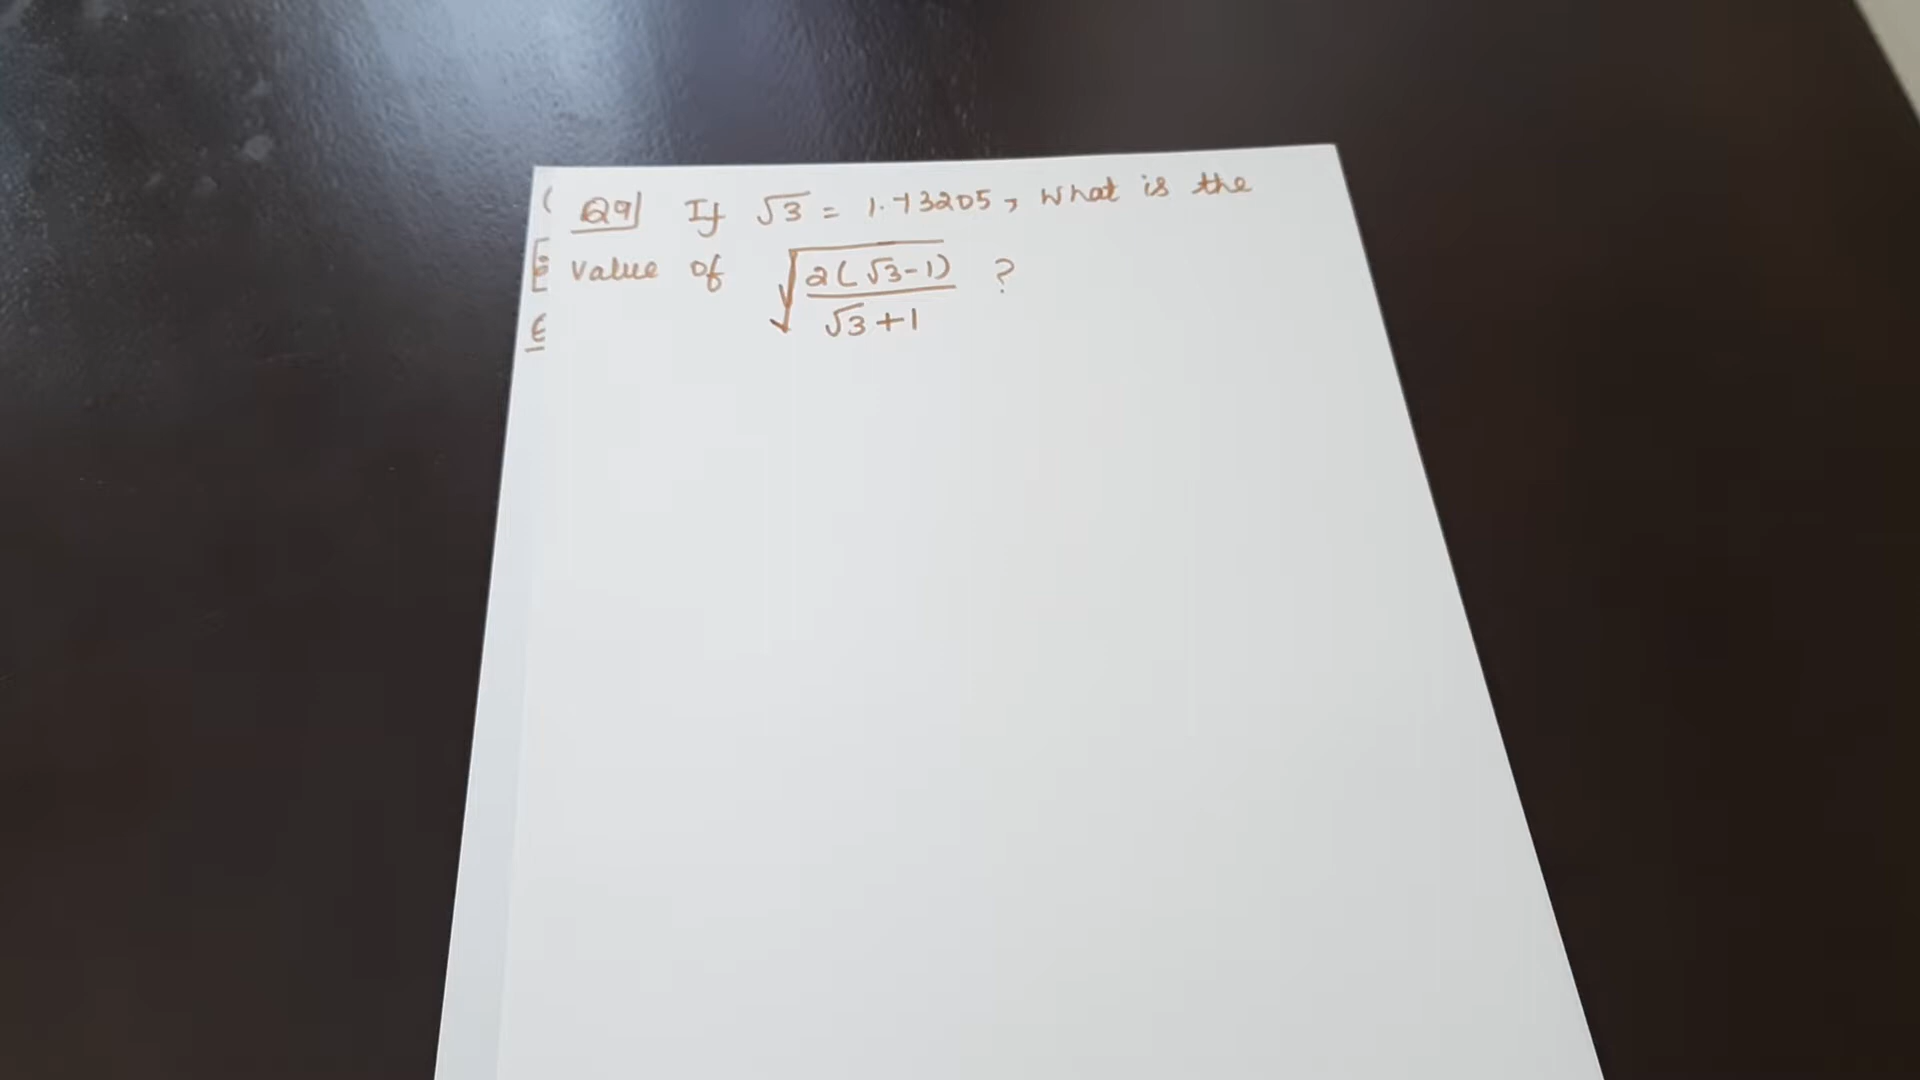 Q9 If √3 = 1.73205, what is the
value of √(2(√3-1)/(√3+1)) ?